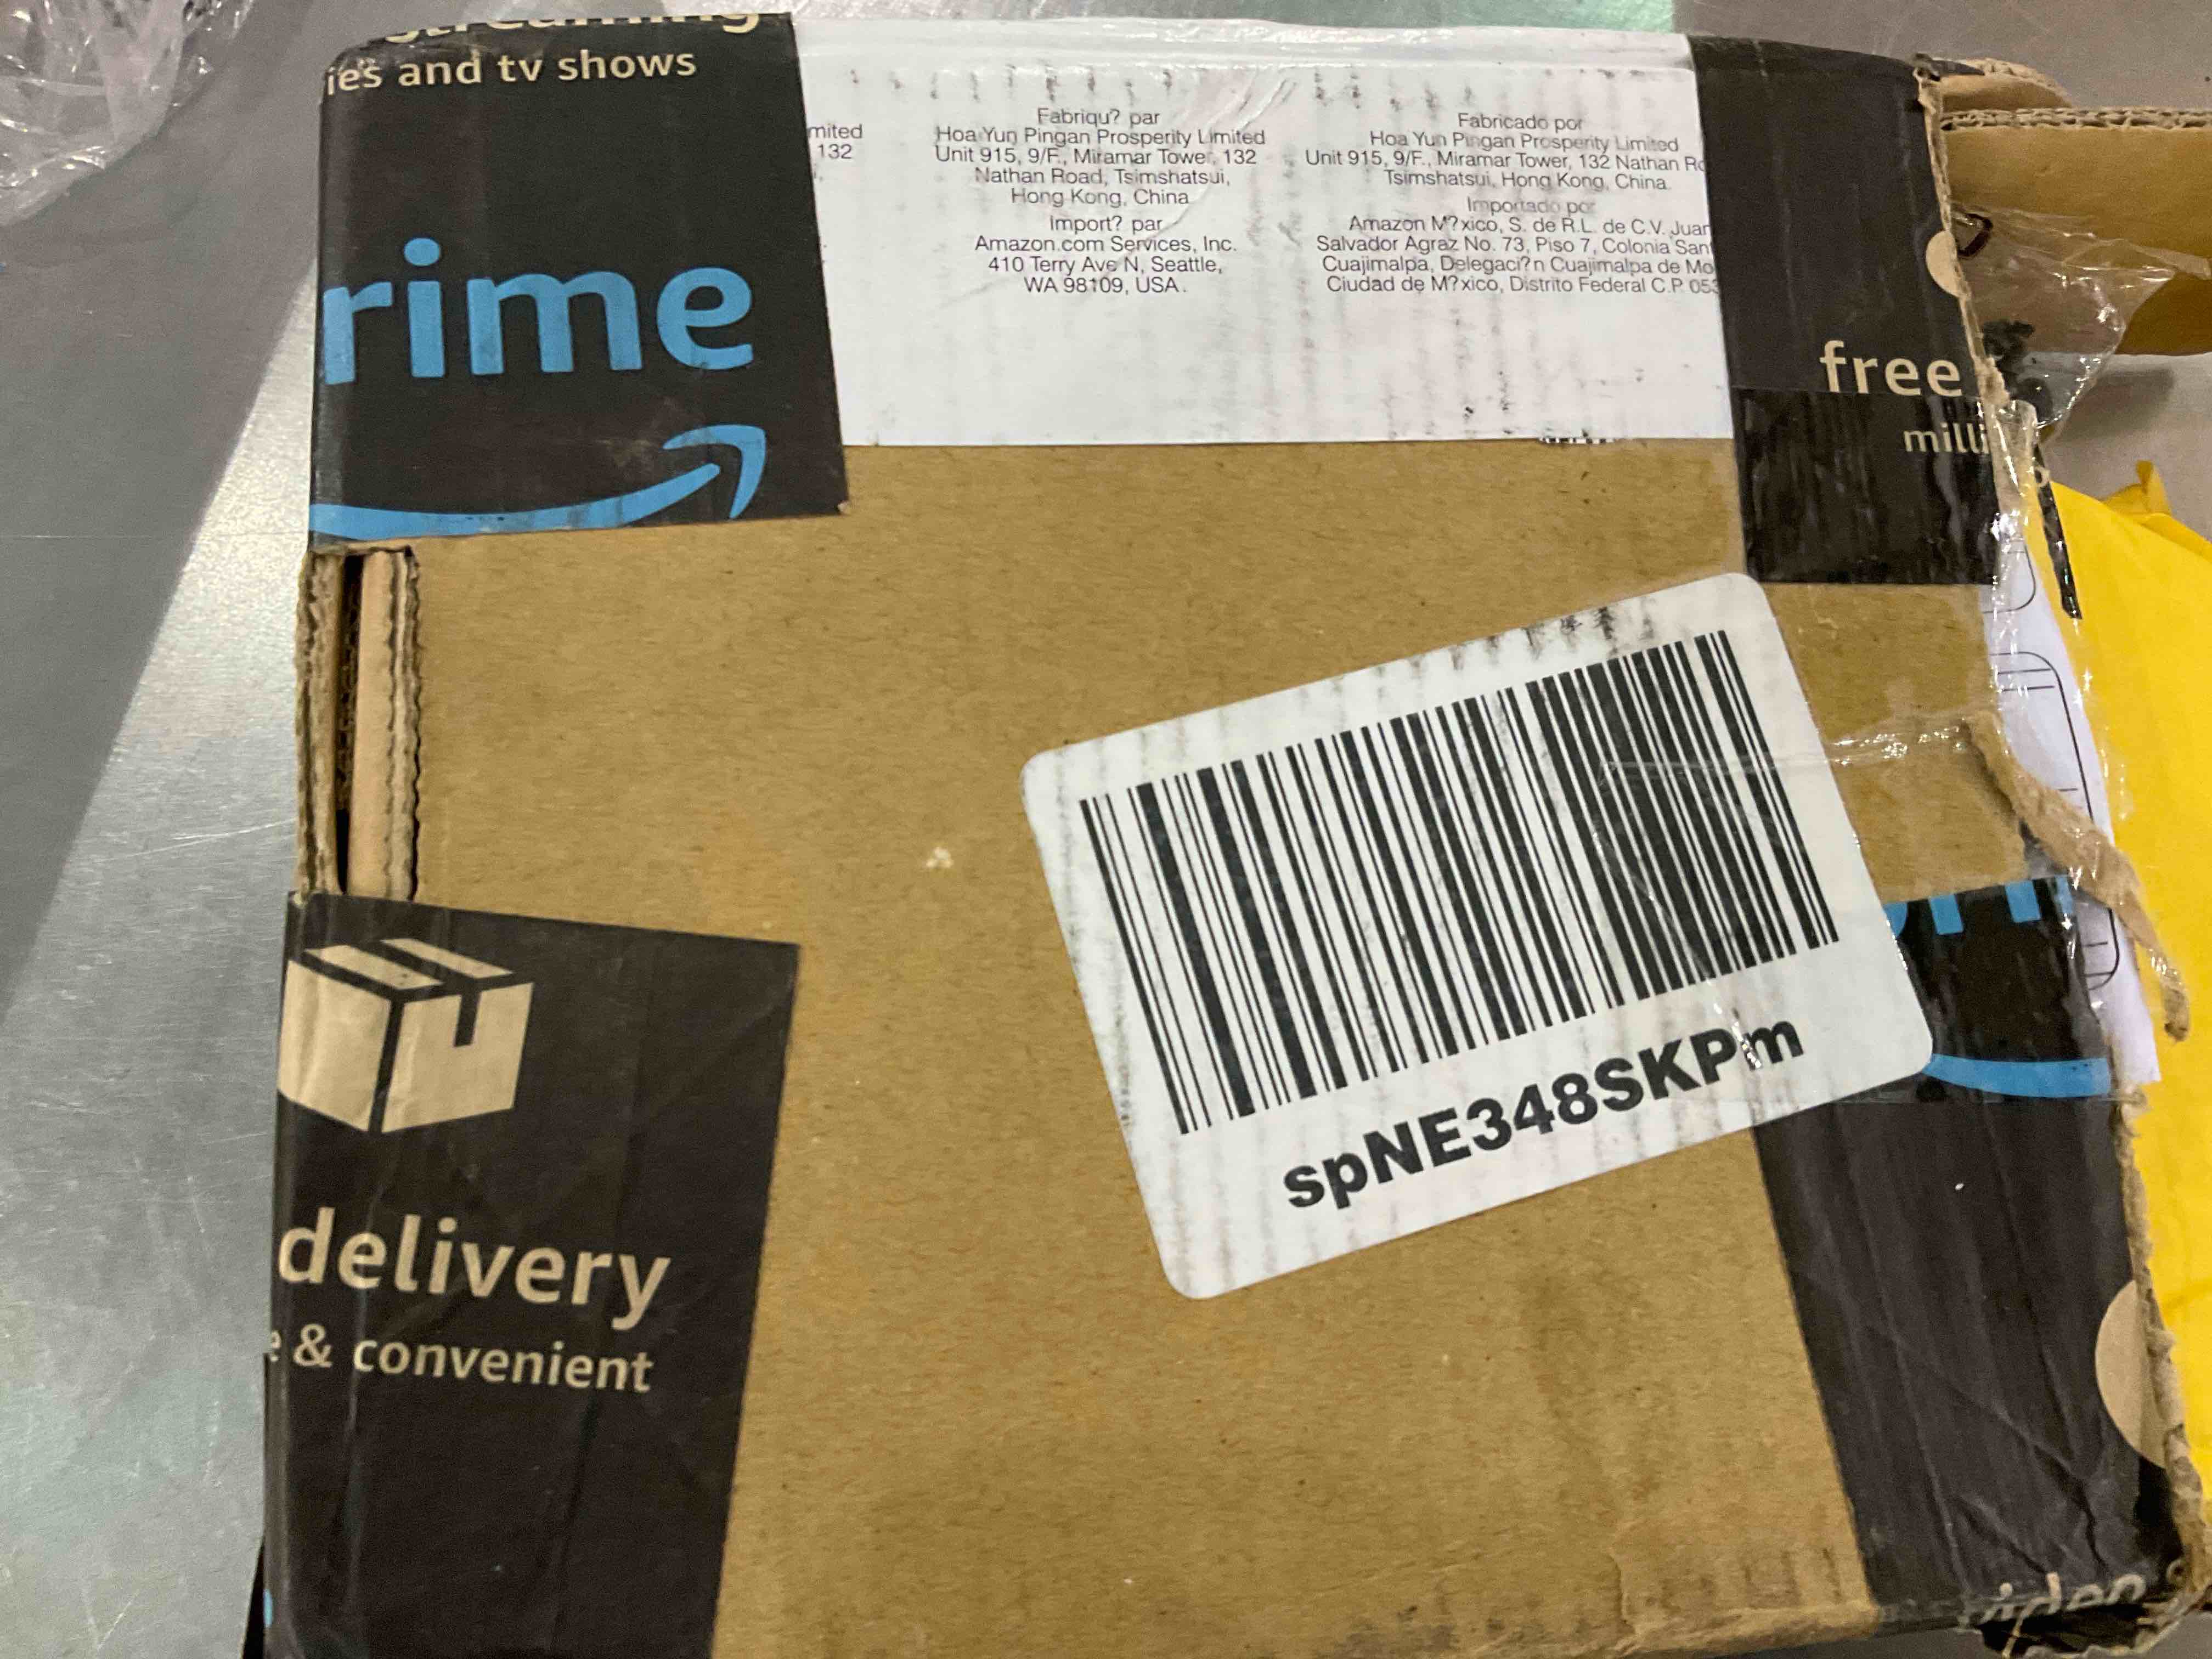 streaming
ies and tv shows
rime
mited
132
Fabriqu? par
Hoa Yun Pingan Prosperity Limited
Unit 915, 9/F., Miramar Tower, 132
Nathan Road, Tsimshatsui,
Hong Kong, China
Import? par
Amazon.com Services, Inc.
410 Terry Ave N, Seattle,
WA 98109, USA.
Fabricado por
Hoa Yun Pingan Prosperity Limited
Unit 915, 9/F., Miramar Tower, 132 Nathan Ro
Tsimshatsui, Hong Kong, China.
Importado por
Amazon M?xico, S. de R.L. de C.V. Juan
Salvador Agraz No. 73, Piso 7, Colonia San
Cuajimalpa, Delegaci?n Cuajimalpa de Mo
Ciudad de M?xico, Distrito Federal C.P. 053
free
milli
spNE348SKPm
delivery
& convenient